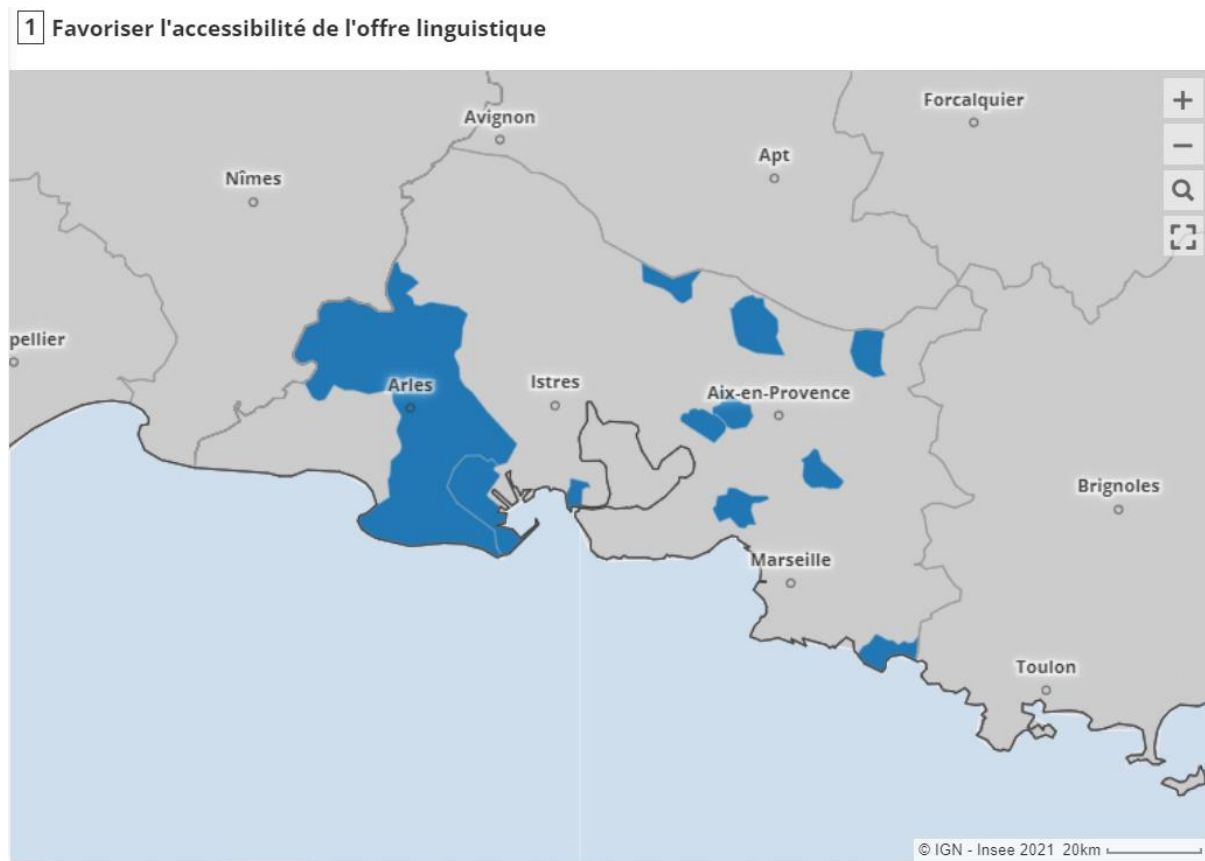 1 Favoriser l'accessibilité de l'offre linguistique
Forcalquier
Avignon
Apt
Nîmes
pellier
Istres
Arles
Aix-en-Provence
Brignoles
Marseille
Toulon
© IGN - Insee 2021 20km